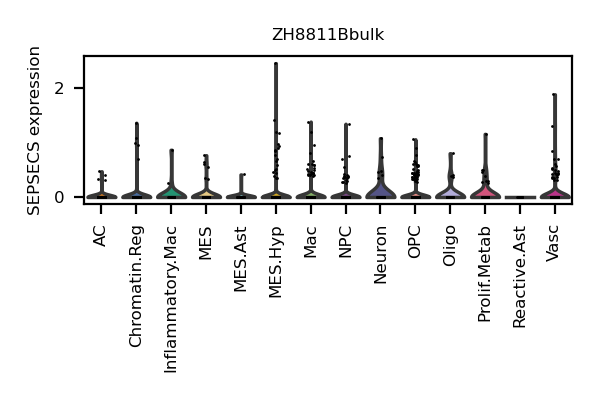 ZH8811Bbulk
SEPSECS expression
2
0
AC
Chromatin.Reg
Inflammatory.Mac
MES
MES.Ast
MES.Hyp
Mac
NPC
Neuron
OPC
Oligo
Prolif.Metab
Reactive.Ast
Vasc